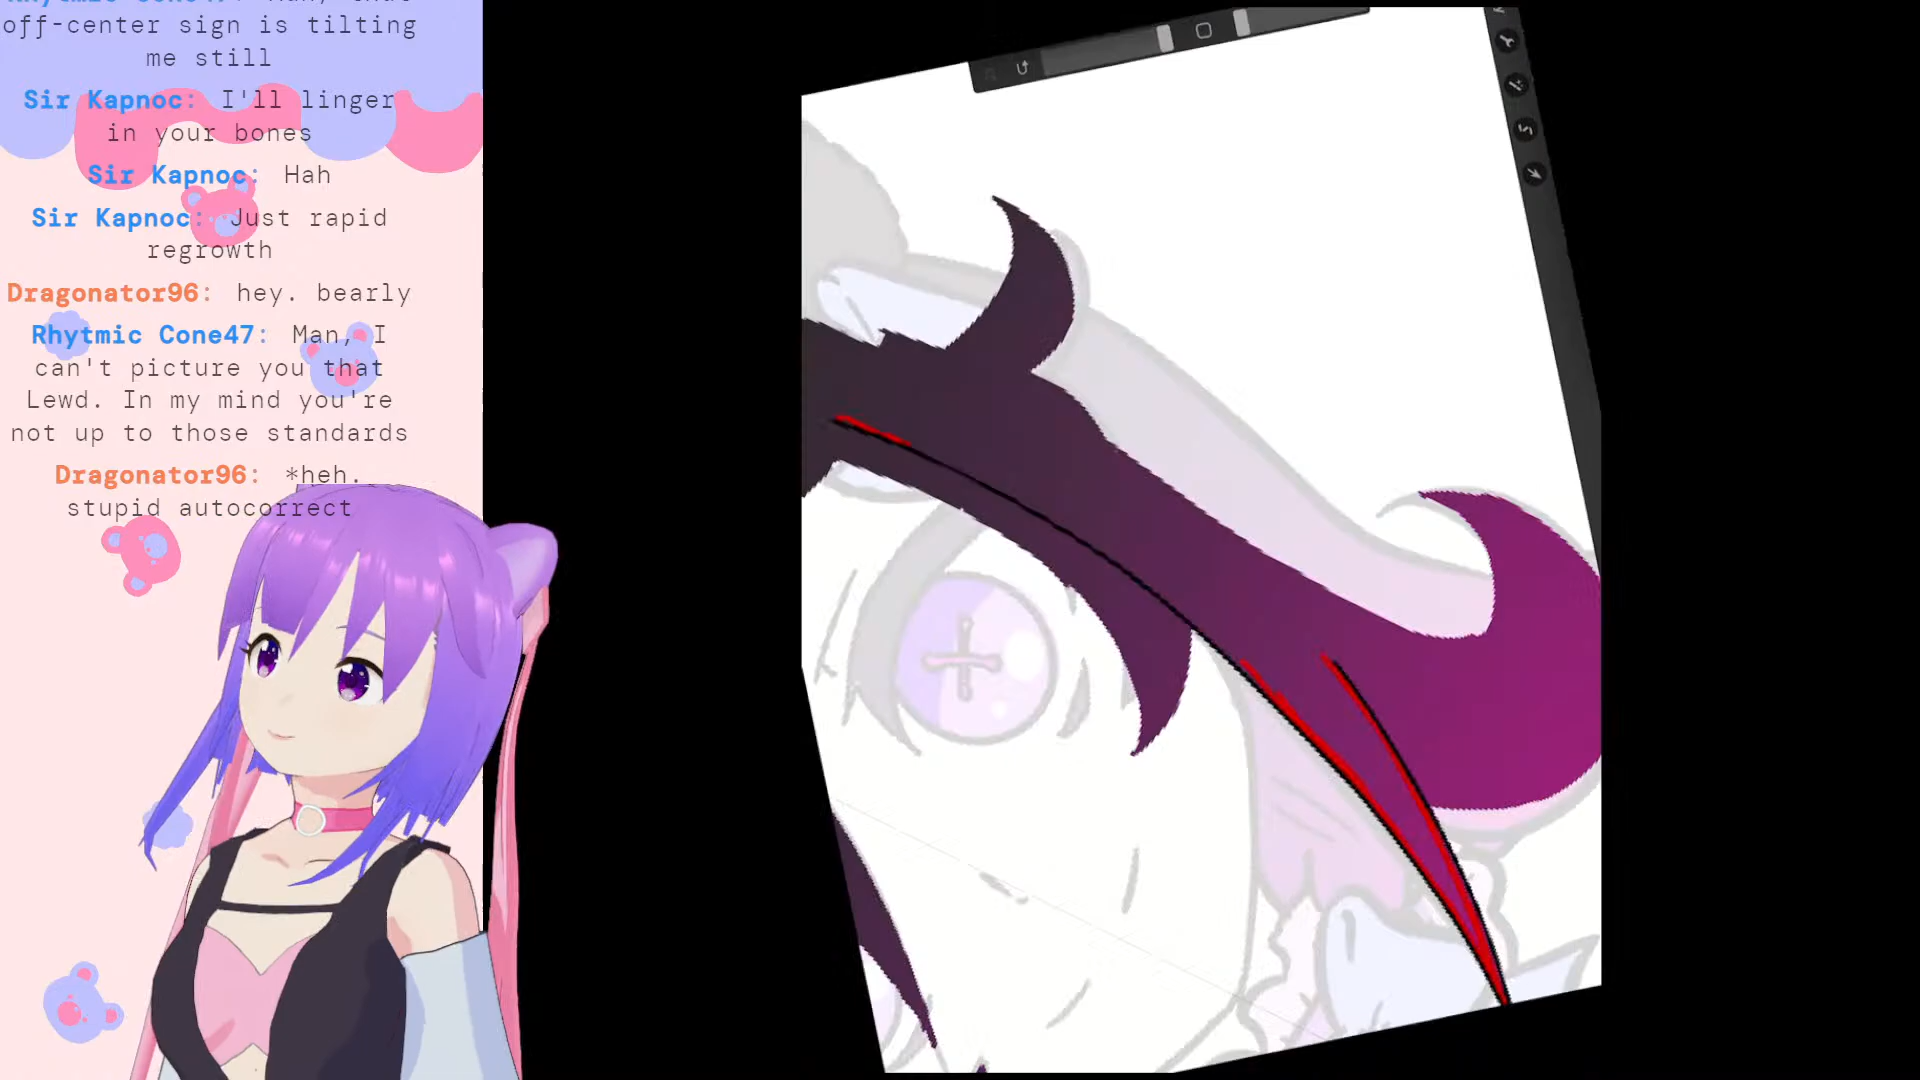 off-center sign is tilting
me still
Sir Kapnoc: I'll linger
in your bones
Sir Kapnoc: Hah
Sir Kapnoc: Just rapid
regrowth
Dragonator96: hey. bearly
Rhytmic Cone47: Man, I
can't picture you that
Lewd. In my mind you're
not up to those standards
Dragonator96: *heh.
stupid autocorrect